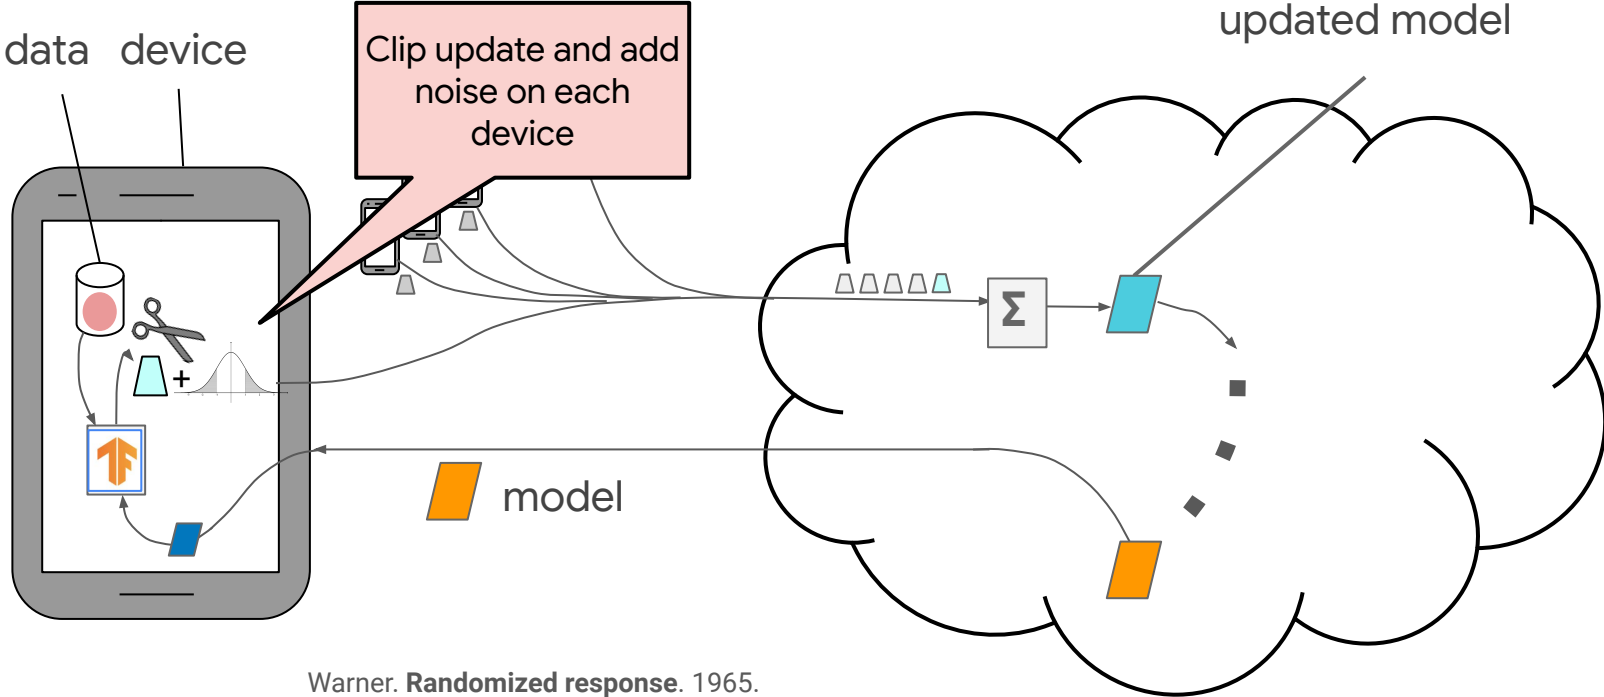 updated model
data device
Clip update and add
noise on each
device
Σ
+
model
Warner. Randomized response. 1965.